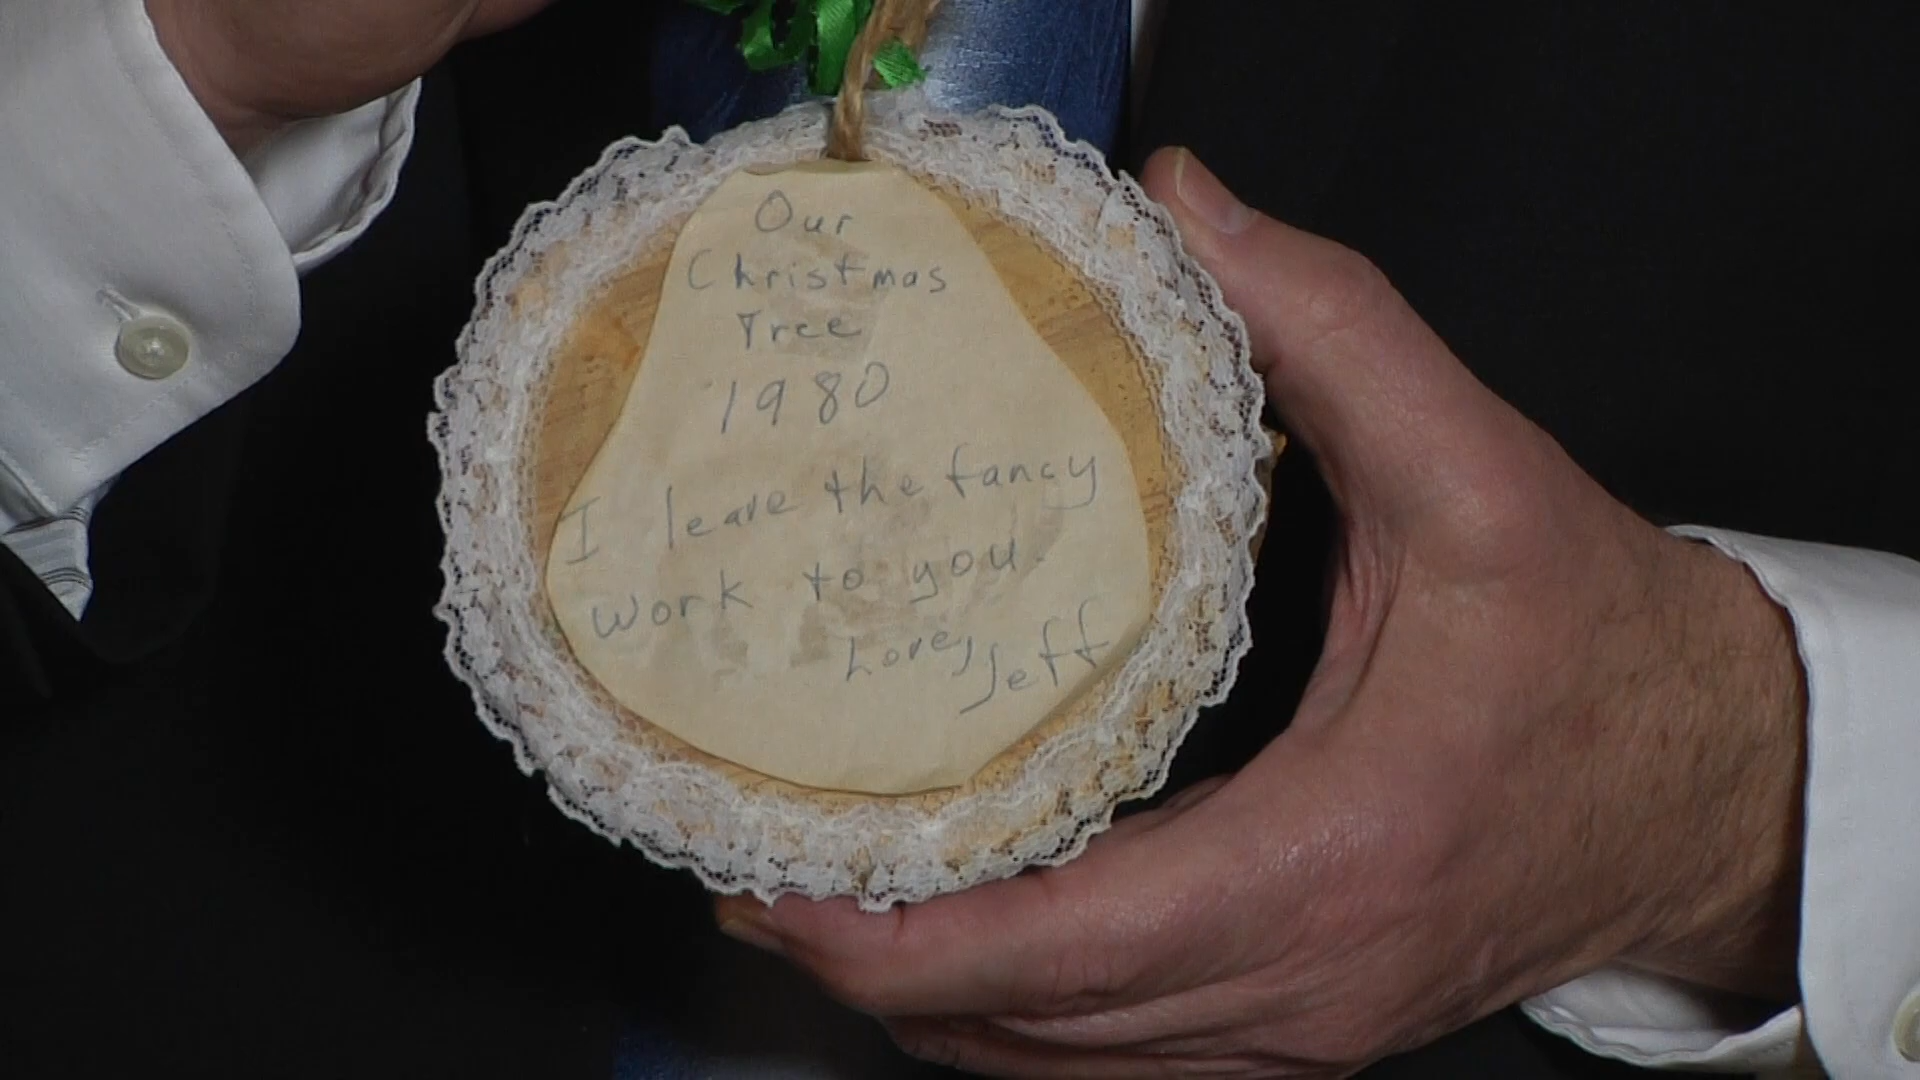 Our
Christmas
Tree
1980
I leave the fancy
work to you.
Love, Jeff